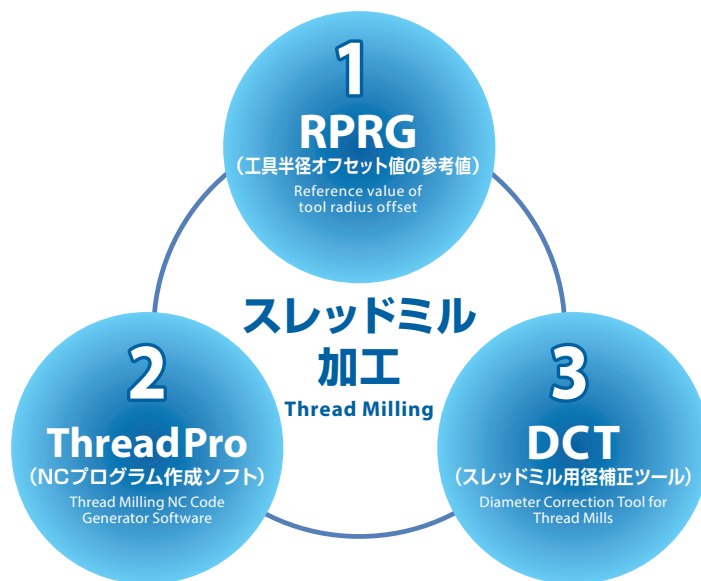 1
RPRG
（工具半径オフセット値の参考値）
Reference value of
tool radius offset
スレッドミル
加工
Thread Milling
2
ThreadPro
（NCプログラム作成ソフト）
Thread Milling NC Code
Generator Software
3
DCT
（スレッドミル用径補正ツール）
Diameter Correction Tool for
Thread Mills